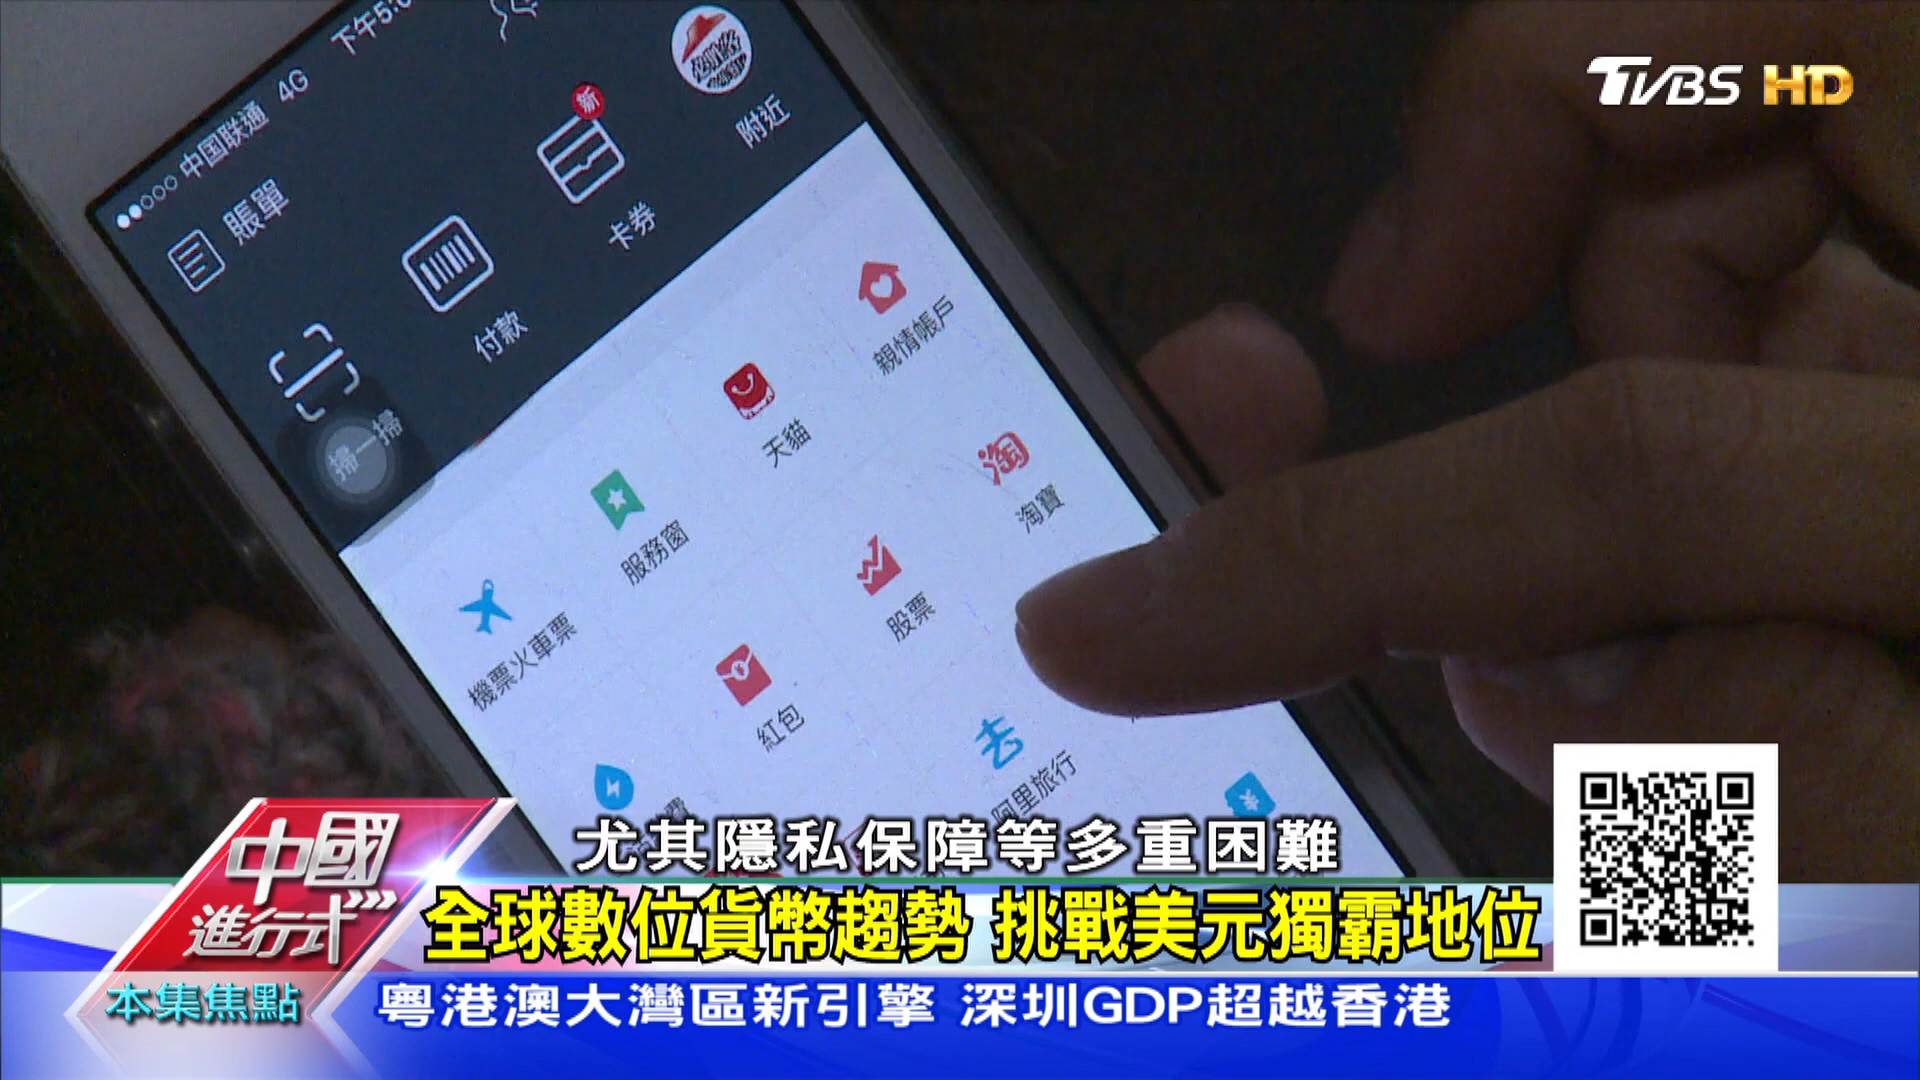 TVBS HD
中国联通 4G 下午5:
賬單
付款
新
卡券
附近
掃一掃
親情帳戶
天貓
服務窗
機票火車票
淘
淘寶
股票
紅包
去
阿里旅行
費
尤其隱私保障等多重困難
中國進行式
全球數位貨幣趨勢 挑戰美元獨霸地位
本集焦點
粵港澳大灣區新引擎 深圳GDP超越香港